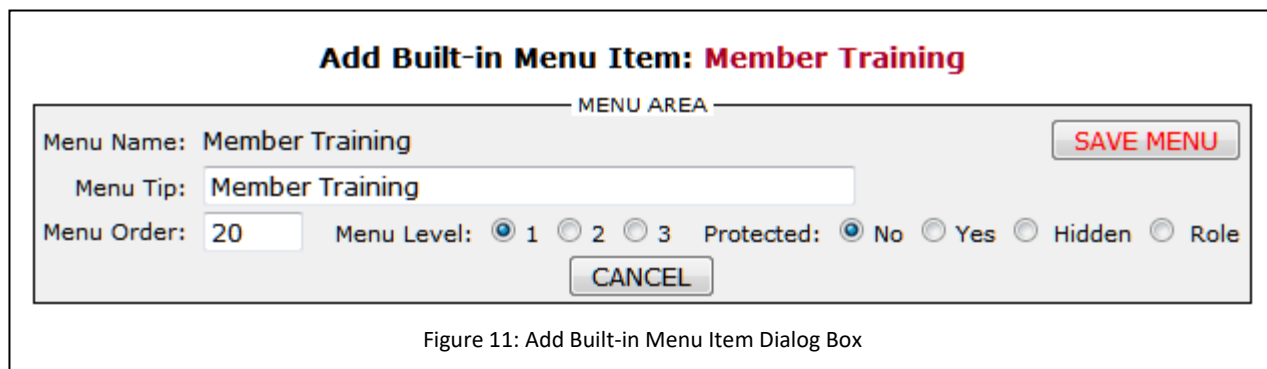 Add Built-in Menu Item: Member Training
MENU AREA
Menu Name: Member Training SAVE MENU
Menu Tip: Member Training
Menu Order: 20 Menu Level: 1 2 3 Protected: No Yes Hidden Role
CANCEL
Figure 11: Add Built-in Menu Item Dialog Box